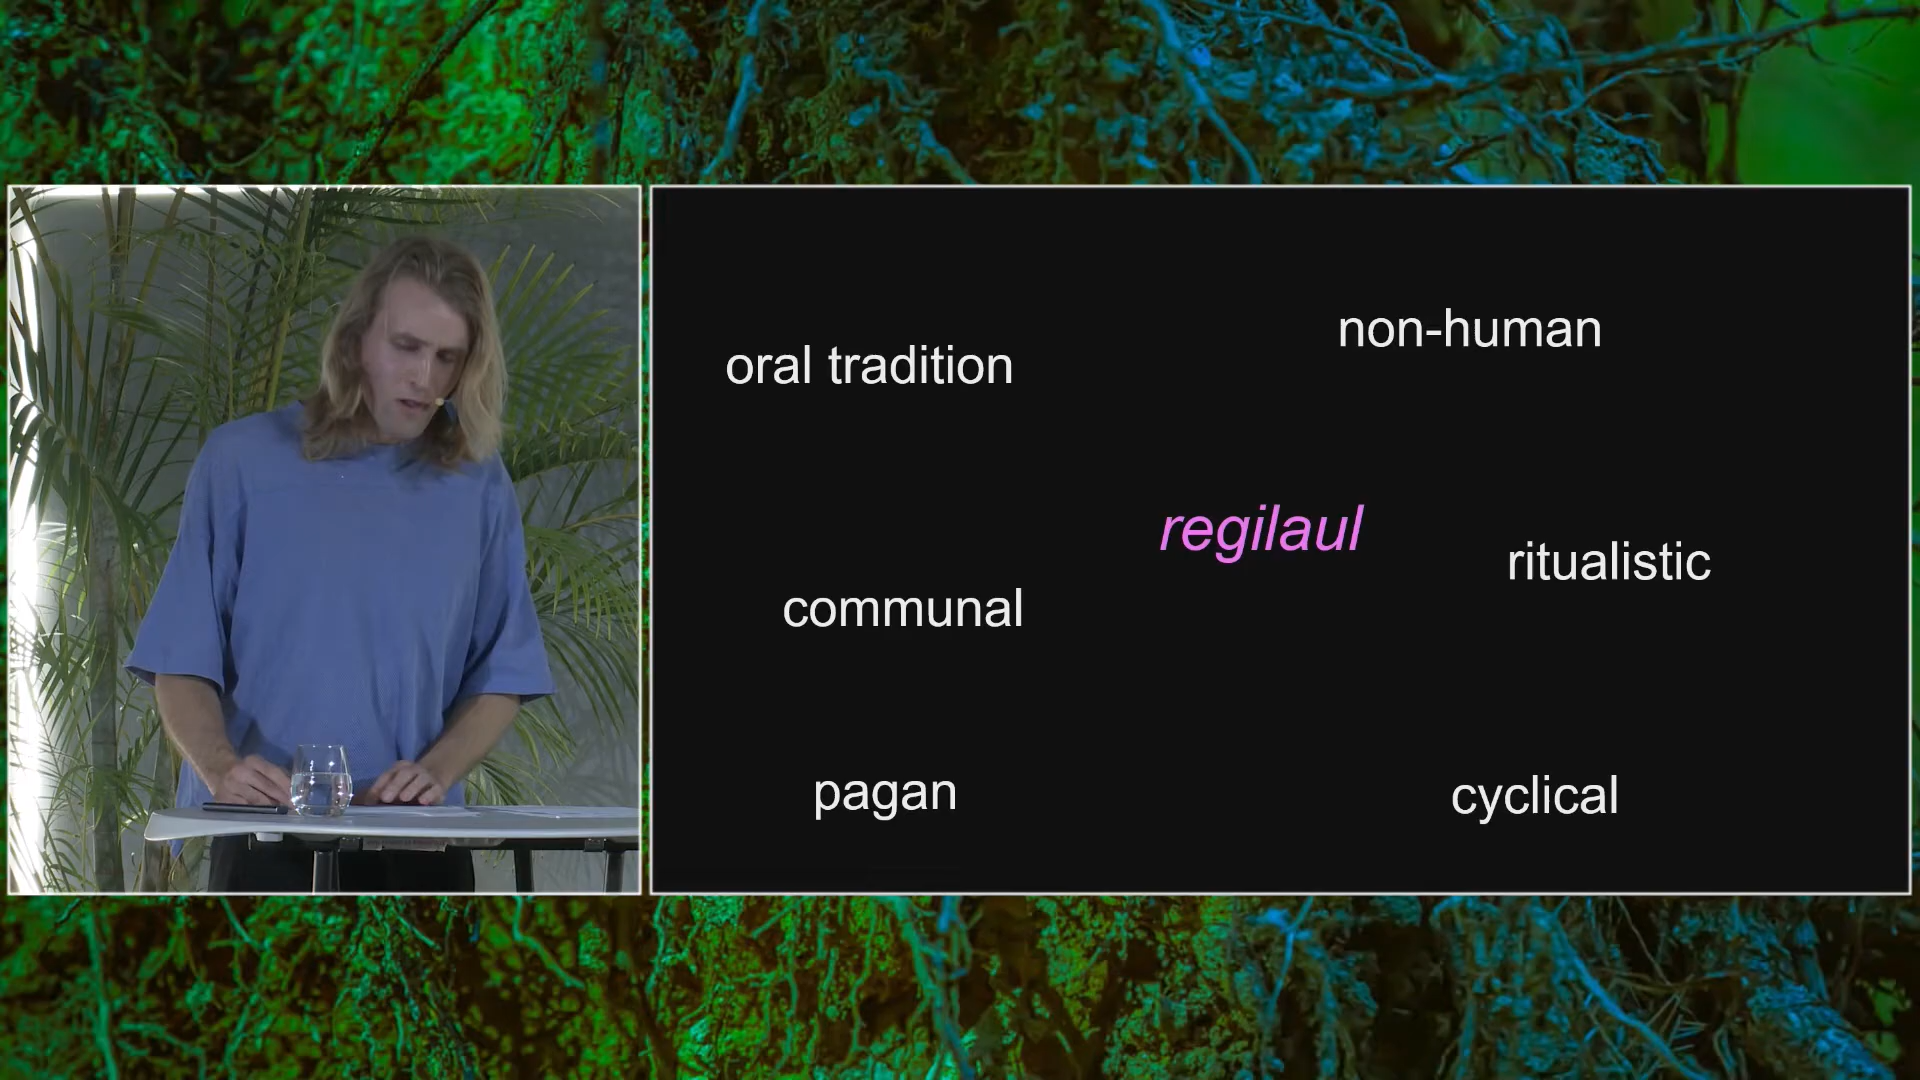 non-human
oral tradition
regilaul
ritualistic
communal
pagan
cyclical